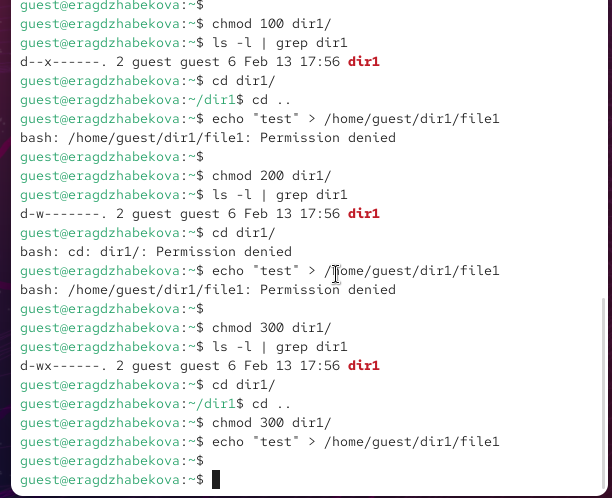 guest@eragdzhabekova:~$
guest@eragdzhabekova:~$ chmod 100 dir1/
guest@eragdzhabekova:~$ ls -l | grep dir1
d--x------. 2 guest guest 6 Feb 13 17:56 dir1
guest@eragdzhabekova:~$ cd dir1/
guest@eragdzhabekova:~/dir1$ cd ..
guest@eragdzhabekova:~$ echo "test" > /home/guest/dir1/file1
bash: /home/guest/dir1/file1: Permission denied
guest@eragdzhabekova:~$
guest@eragdzhabekova:~$ chmod 200 dir1/
guest@eragdzhabekova:~$ ls -l | grep dir1
d-w-------. 2 guest guest 6 Feb 13 17:56 dir1
guest@eragdzhabekova:~$ cd dir1/
bash: cd: dir1/: Permission denied
guest@eragdzhabekova:~$ echo "test" > /home/guest/dir1/file1
bash: /home/guest/dir1/file1: Permission denied
guest@eragdzhabekova:~$
guest@eragdzhabekova:~$ chmod 300 dir1/
guest@eragdzhabekova:~$ ls -l | grep dir1
d-wx------. 2 guest guest 6 Feb 13 17:56 dir1
guest@eragdzhabekova:~$ cd dir1/
guest@eragdzhabekova:~/dir1$ cd ..
guest@eragdzhabekova:~$ chmod 300 dir1/
guest@eragdzhabekova:~$ echo "test" > /home/guest/dir1/file1
guest@eragdzhabekova:~$
guest@eragdzhabekova:~$